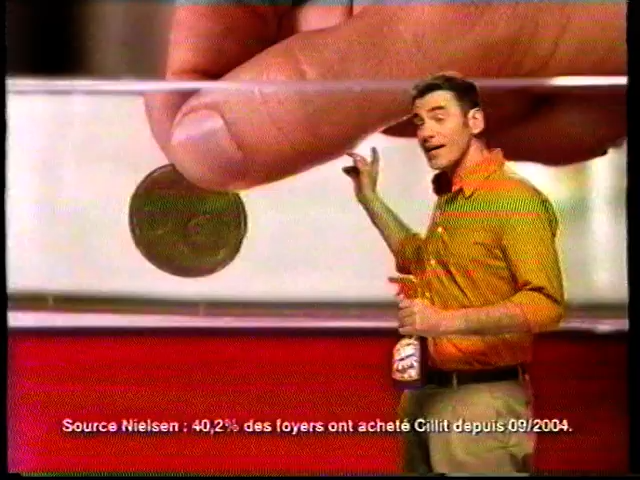 Source Nielsen : 40,2% des foyers ont acheté Cillit depuis 09/2004.